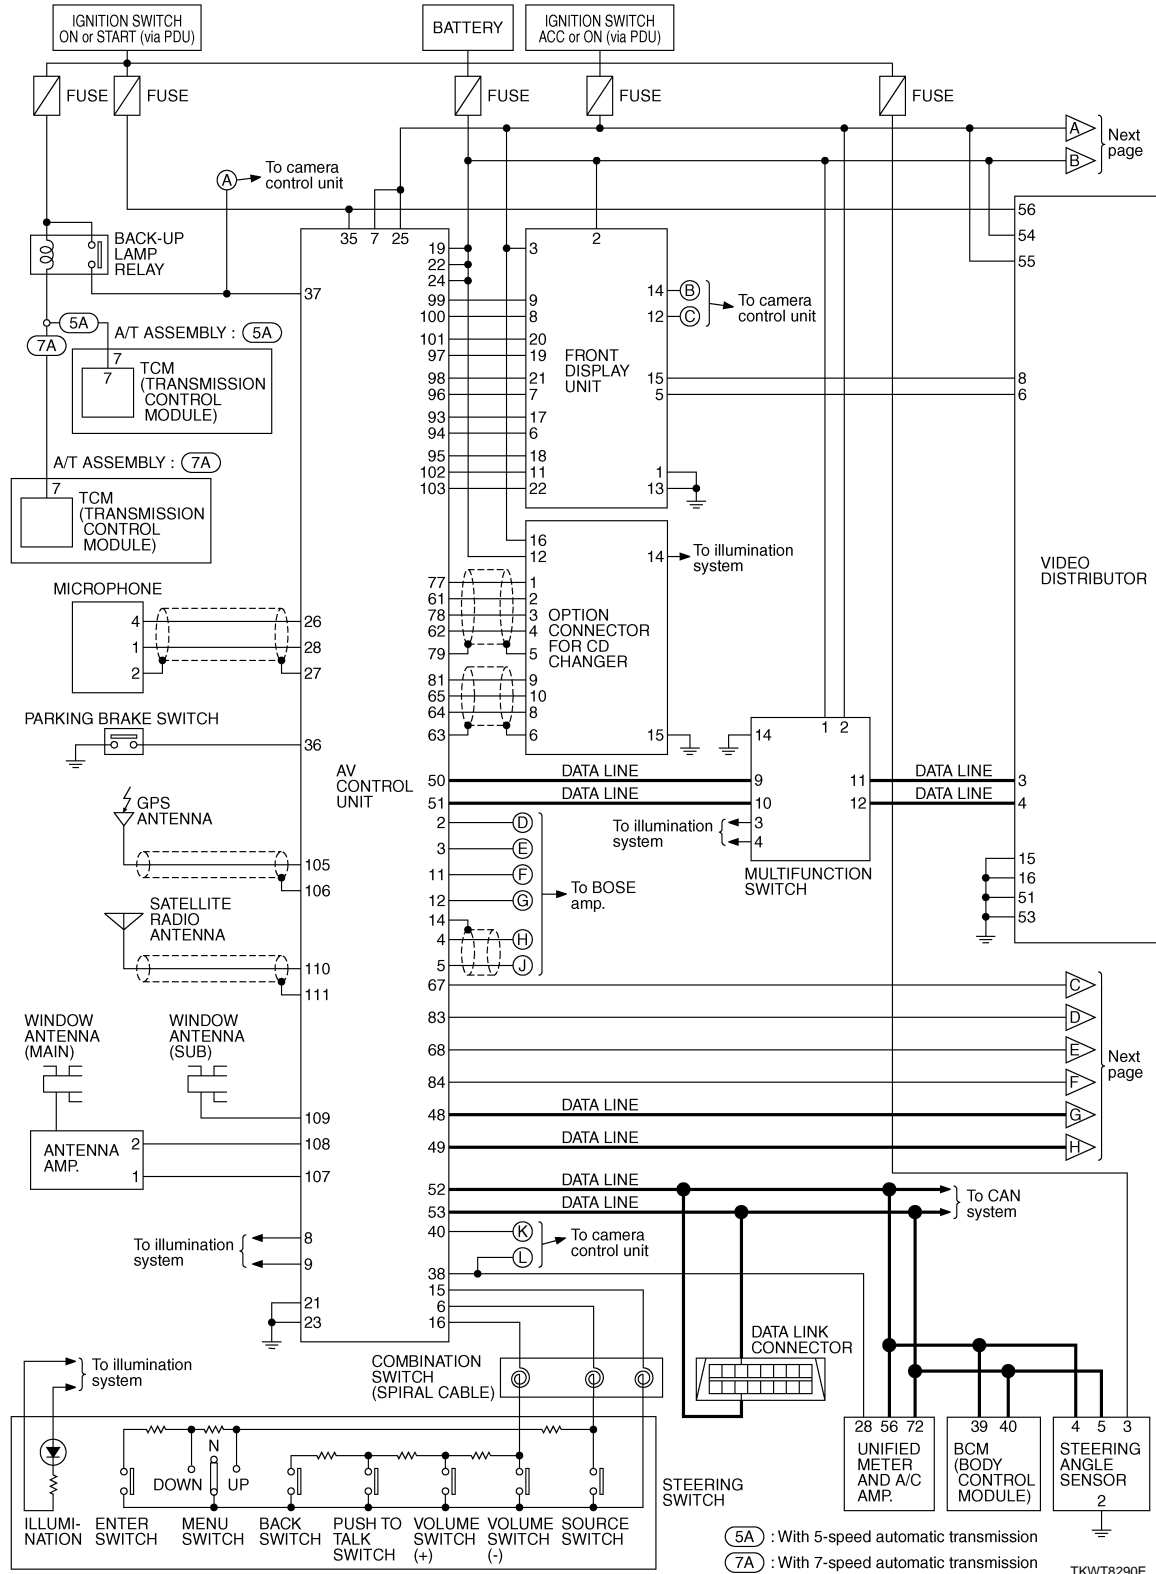 IGNITION SWITCH
ON or START (via PDU)
BATTERY
IGNITION SWITCH
ACC or ON (via PDU)
FUSE
FUSE
FUSE
FUSE
FUSE
A
B
Next
page
A
To camera
control unit
BACK-UP
LAMP
RELAY
35 7 25
37
5A
7A
A/T ASSEMBLY : 5A
7
7
TCM
(TRANSMISSION
CONTROL
MODULE)
A/T ASSEMBLY : 7A
7
TCM
(TRANSMISSION
CONTROL
MODULE)
19
22
24
99
100
101
97
98
96
93
94
95
102
103
3
2
9
8
20
19
21
7
17
6
18
11
22
FRONT
DISPLAY
UNIT
14 B
12 C
To camera
control unit
15
5
1
13
56
54
55
8
6
VIDEO
DISTRIBUTOR
16
12
14
To illumination
system
77
61
78
62
79
81
65
64
63
1
2
3
4
5
9
10
8
6
OPTION
CONNECTOR
FOR CD
CHANGER
15
MICROPHONE
4
1
2
26
28
27
PARKING BRAKE SWITCH
36
AV
CONTROL
UNIT
GPS
ANTENNA
105
106
SATELLITE
RADIO
ANTENNA
110
111
50 DATA LINE 9
51 DATA LINE 10
1 2
14
11 DATA LINE 3
12 DATA LINE 4
3
4
To illumination
system
MULTIFUNCTION
SWITCH
2 D
3 E
11 F
12 G
14
4 H
5 J
To BOSE
amp.
15
16
51
53
67 C
83 D
68 E
84 F
48 DATA LINE G
49 DATA LINE H
Next
page
WINDOW
ANTENNA
(MAIN)
WINDOW
ANTENNA
(SUB)
109
ANTENNA
AMP.
2
1
108
107
52 DATA LINE
53 DATA LINE
To CAN
system
40 K
L
To camera
control unit
38
15
6
16
To illumination
system
8
9
21
23
To illumination
system
COMBINATION
SWITCH
(SPIRAL CABLE)
DATA LINK
CONNECTOR
28 56 72
UNIFIED
METER
AND A/C
AMP.
39 40
BCM
(BODY
CONTROL
MODULE)
4 5 3
STEERING
ANGLE
SENSOR
2
N
DOWN
UP
ILLUMI-
NATION
ENTER
SWITCH
MENU
SWITCH
BACK
SWITCH
PUSH TO
TALK
SWITCH
VOLUME
SWITCH
(+)
VOLUME
SWITCH
(-)
SOURCE
SWITCH
STEERING
SWITCH
5A : With 5-speed automatic transmission
7A : With 7-speed automatic transmission
TKWT8290E